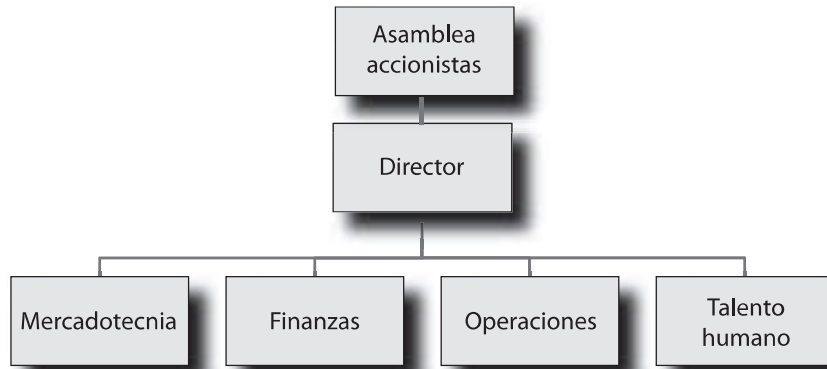 Asamblea
accionistas
Director
Mercadotecnia
Finanzas
Operaciones
Talento
humano